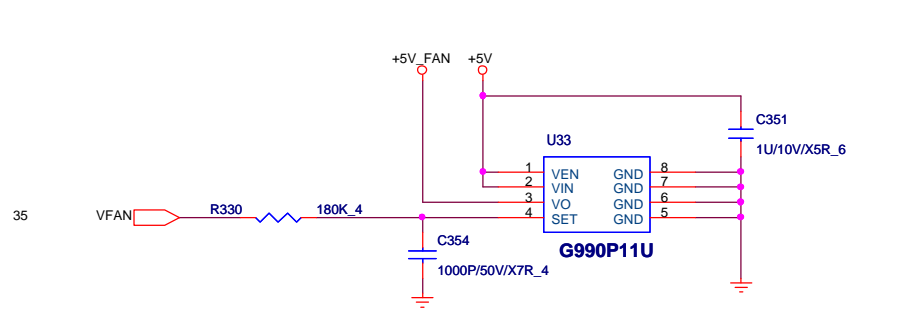 +5V_FAN +5V
C351
1U/10V/X5R_6
U33
1 VEN GND 8
2 VIN GND 7
3 VO GND 6
4 SET GND 5
35 VFAN R330 180K_4
G990P11U
C354
1000P/50V/X7R_4